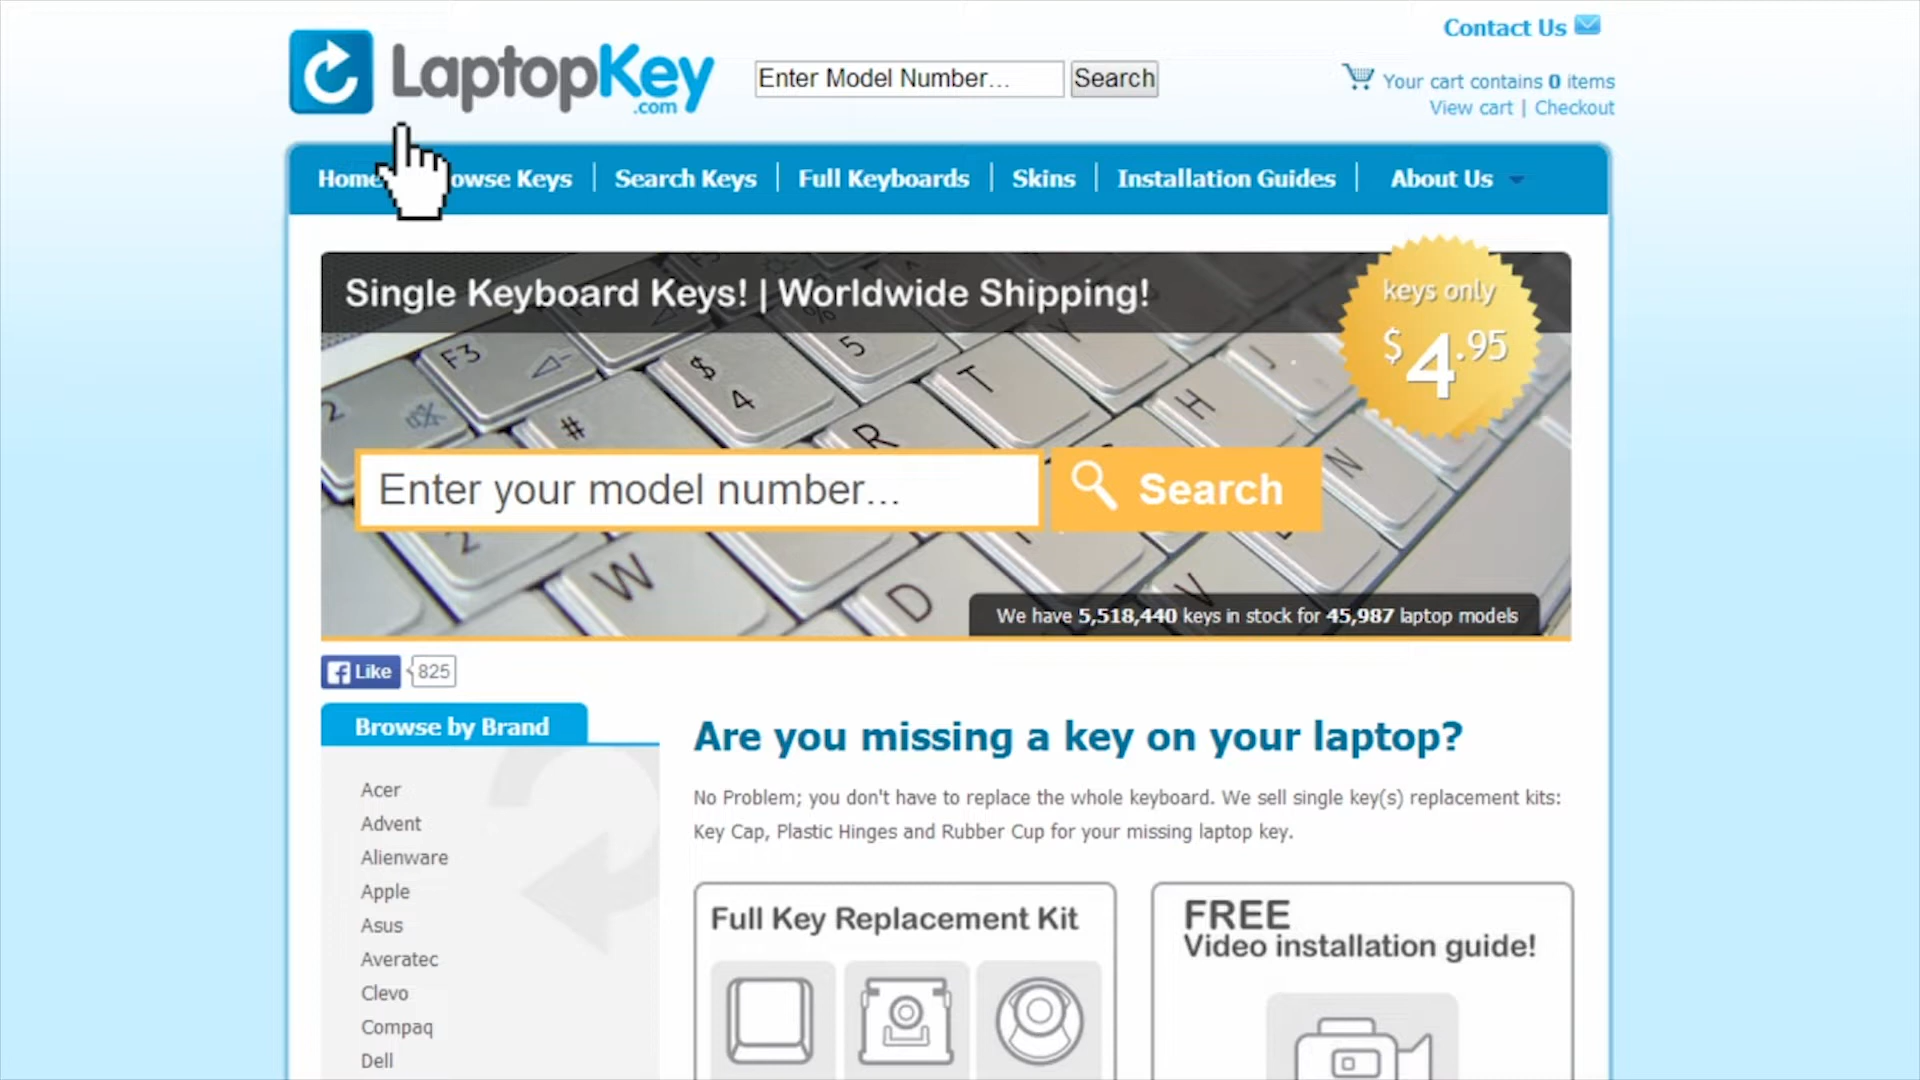 Contact Us
LaptopKey
.com
Enter Model Number...
Search
Your cart contains 0 items
View cart | Checkout
Home
owse Keys
Search Keys
Full Keyboards
Skins
Installation Guides
About Us
Single Keyboard Keys! | Worldwide Shipping!
keys only
$4.95
F3
$
4
5
%
2
#
R
T
H
N
Enter your model number...
Search
2
W
D
V
We have 5,518,440 keys in stock for 45,987 laptop models
Like
825
Browse by Brand
Acer
Advent
Alienware
Apple
Asus
Averatec
Clevo
Compaq
Dell
Are you missing a key on your laptop?
No Problem; you don't have to replace the whole keyboard. We sell single key(s) replacement kits:
Key Cap, Plastic Hinges and Rubber Cup for your missing laptop key.
Full Key Replacement Kit
FREE
Video installation guide!